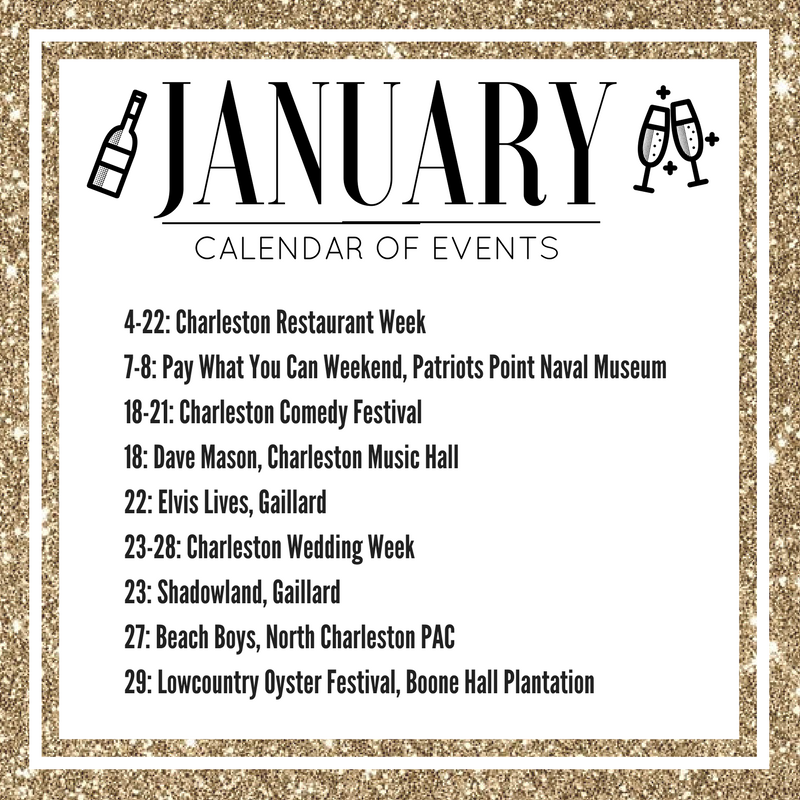 JANUARY
CALENDAR OF EVENTS
4-22: Charleston Restaurant Week
7-8: Pay What You Can Weekend, Patriots Point Naval Museum
18-21: Charleston Comedy Festival
18: Dave Mason, Charleston Music Hall
22: Elvis Lives, Gaillard
23-28: Charleston Wedding Week
23: Shadowland, Gaillard
27: Beach Boys, North Charleston PAC
29: Lowcountry Oyster Festival, Boone Hall Plantation